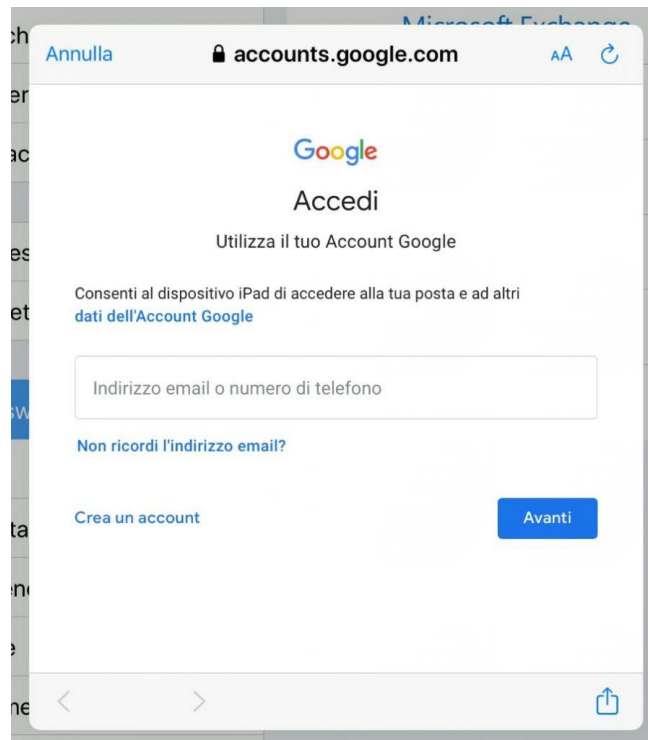 Annulla
accounts.google.com
AA
Google
Accedi
Utilizza il tuo Account Google
Consenti al dispositivo iPad di accedere alla tua posta e ad altri
dati dell'Account Google
Indirizzo email o numero di telefono
Non ricordi l'indirizzo email?
Crea un account
Avanti